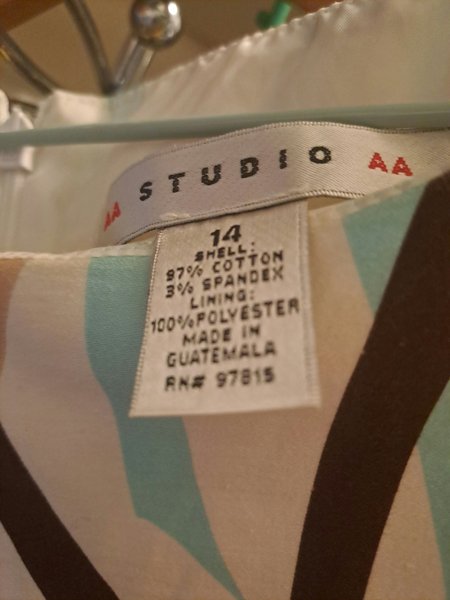 AA STUDIO AA
14
SHELL:
97% COTTON
3% SPANDEX
LINING:
100%POLYESTER
MADE IN
GUATEMALA
RN# 97815